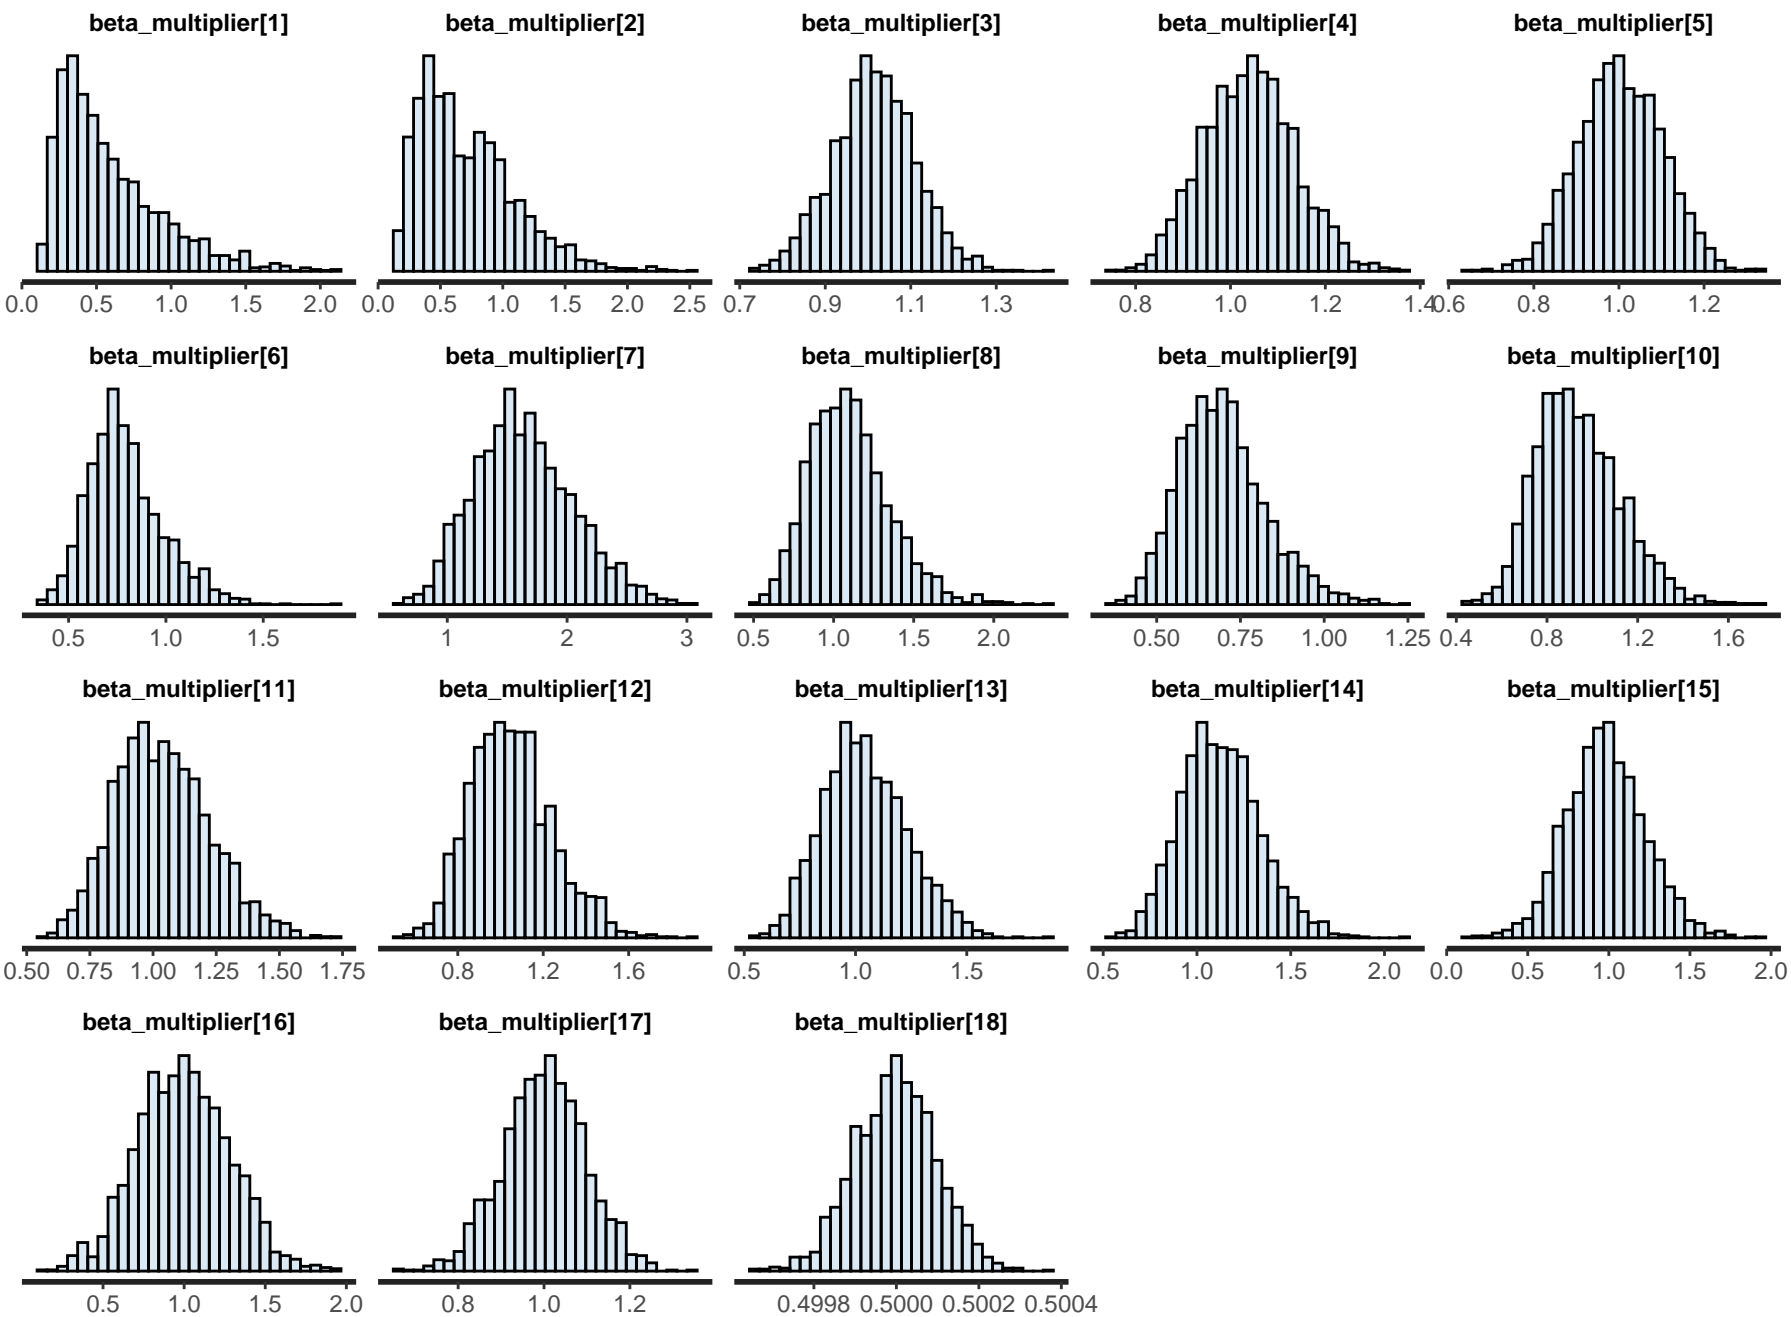 beta_multiplier[1] beta_multiplier[2] beta_multiplier[3] beta_multiplier[4] beta_multiplier[5]
0.0 0.5 1.0 1.5 2.0 0.0 0.5 1.0 1.5 2.0 2.5 0.7 0.9 1.1 1.3 0.8 1.0 1.2 1.4 0.6 0.8 1.0 1.2
beta_multiplier[6] beta_multiplier[7] beta_multiplier[8] beta_multiplier[9] beta_multiplier[10]
0.5 1.0 1.5 1 2 3 0.5 1.0 1.5 2.0 0.50 0.75 1.00 1.25 0.4 0.8 1.2 1.6
beta_multiplier[11] beta_multiplier[12] beta_multiplier[13] beta_multiplier[14] beta_multiplier[15]
0.50 0.75 1.00 1.25 1.50 1.75 0.8 1.2 1.6 0.5 1.0 1.5 0.5 1.0 1.5 2.0 0.0 0.5 1.0 1.5 2.0
beta_multiplier[16] beta_multiplier[17] beta_multiplier[18]
0.5 1.0 1.5 2.0 0.8 1.0 1.2 0.4998 0.5000 0.5002 0.5004